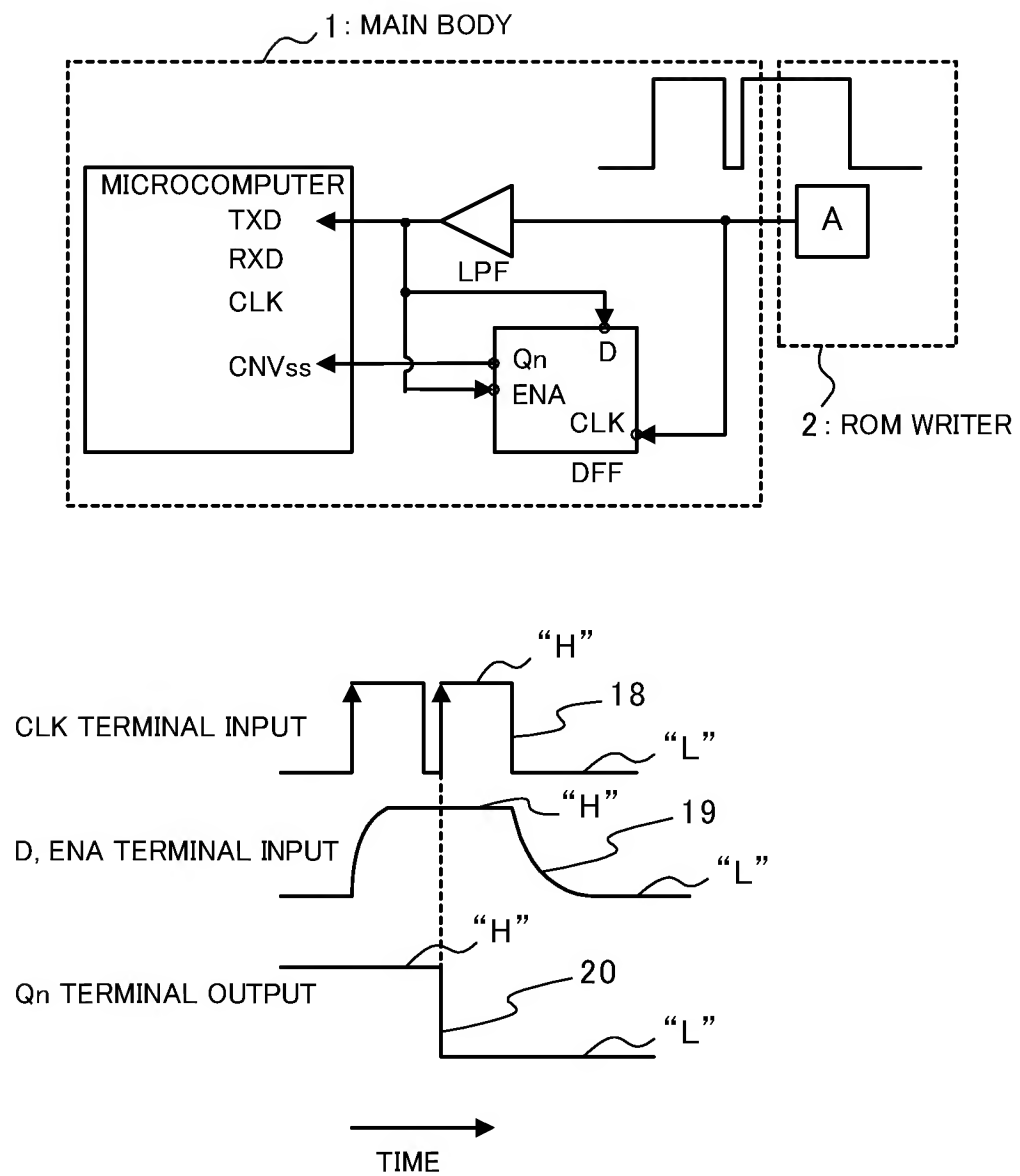 1 : MAIN BODY
MICROCOMPUTER
TXD
RXD
CLK
CNVss
LPF
A
D
Qn
ENA
CLK
DFF
2 : ROM WRITER
“H”
18
CLK TERMINAL INPUT
“L”
“H”
19
D, ENA TERMINAL INPUT
“L”
“H”
20
Qn TERMINAL OUTPUT
“L”
TIME